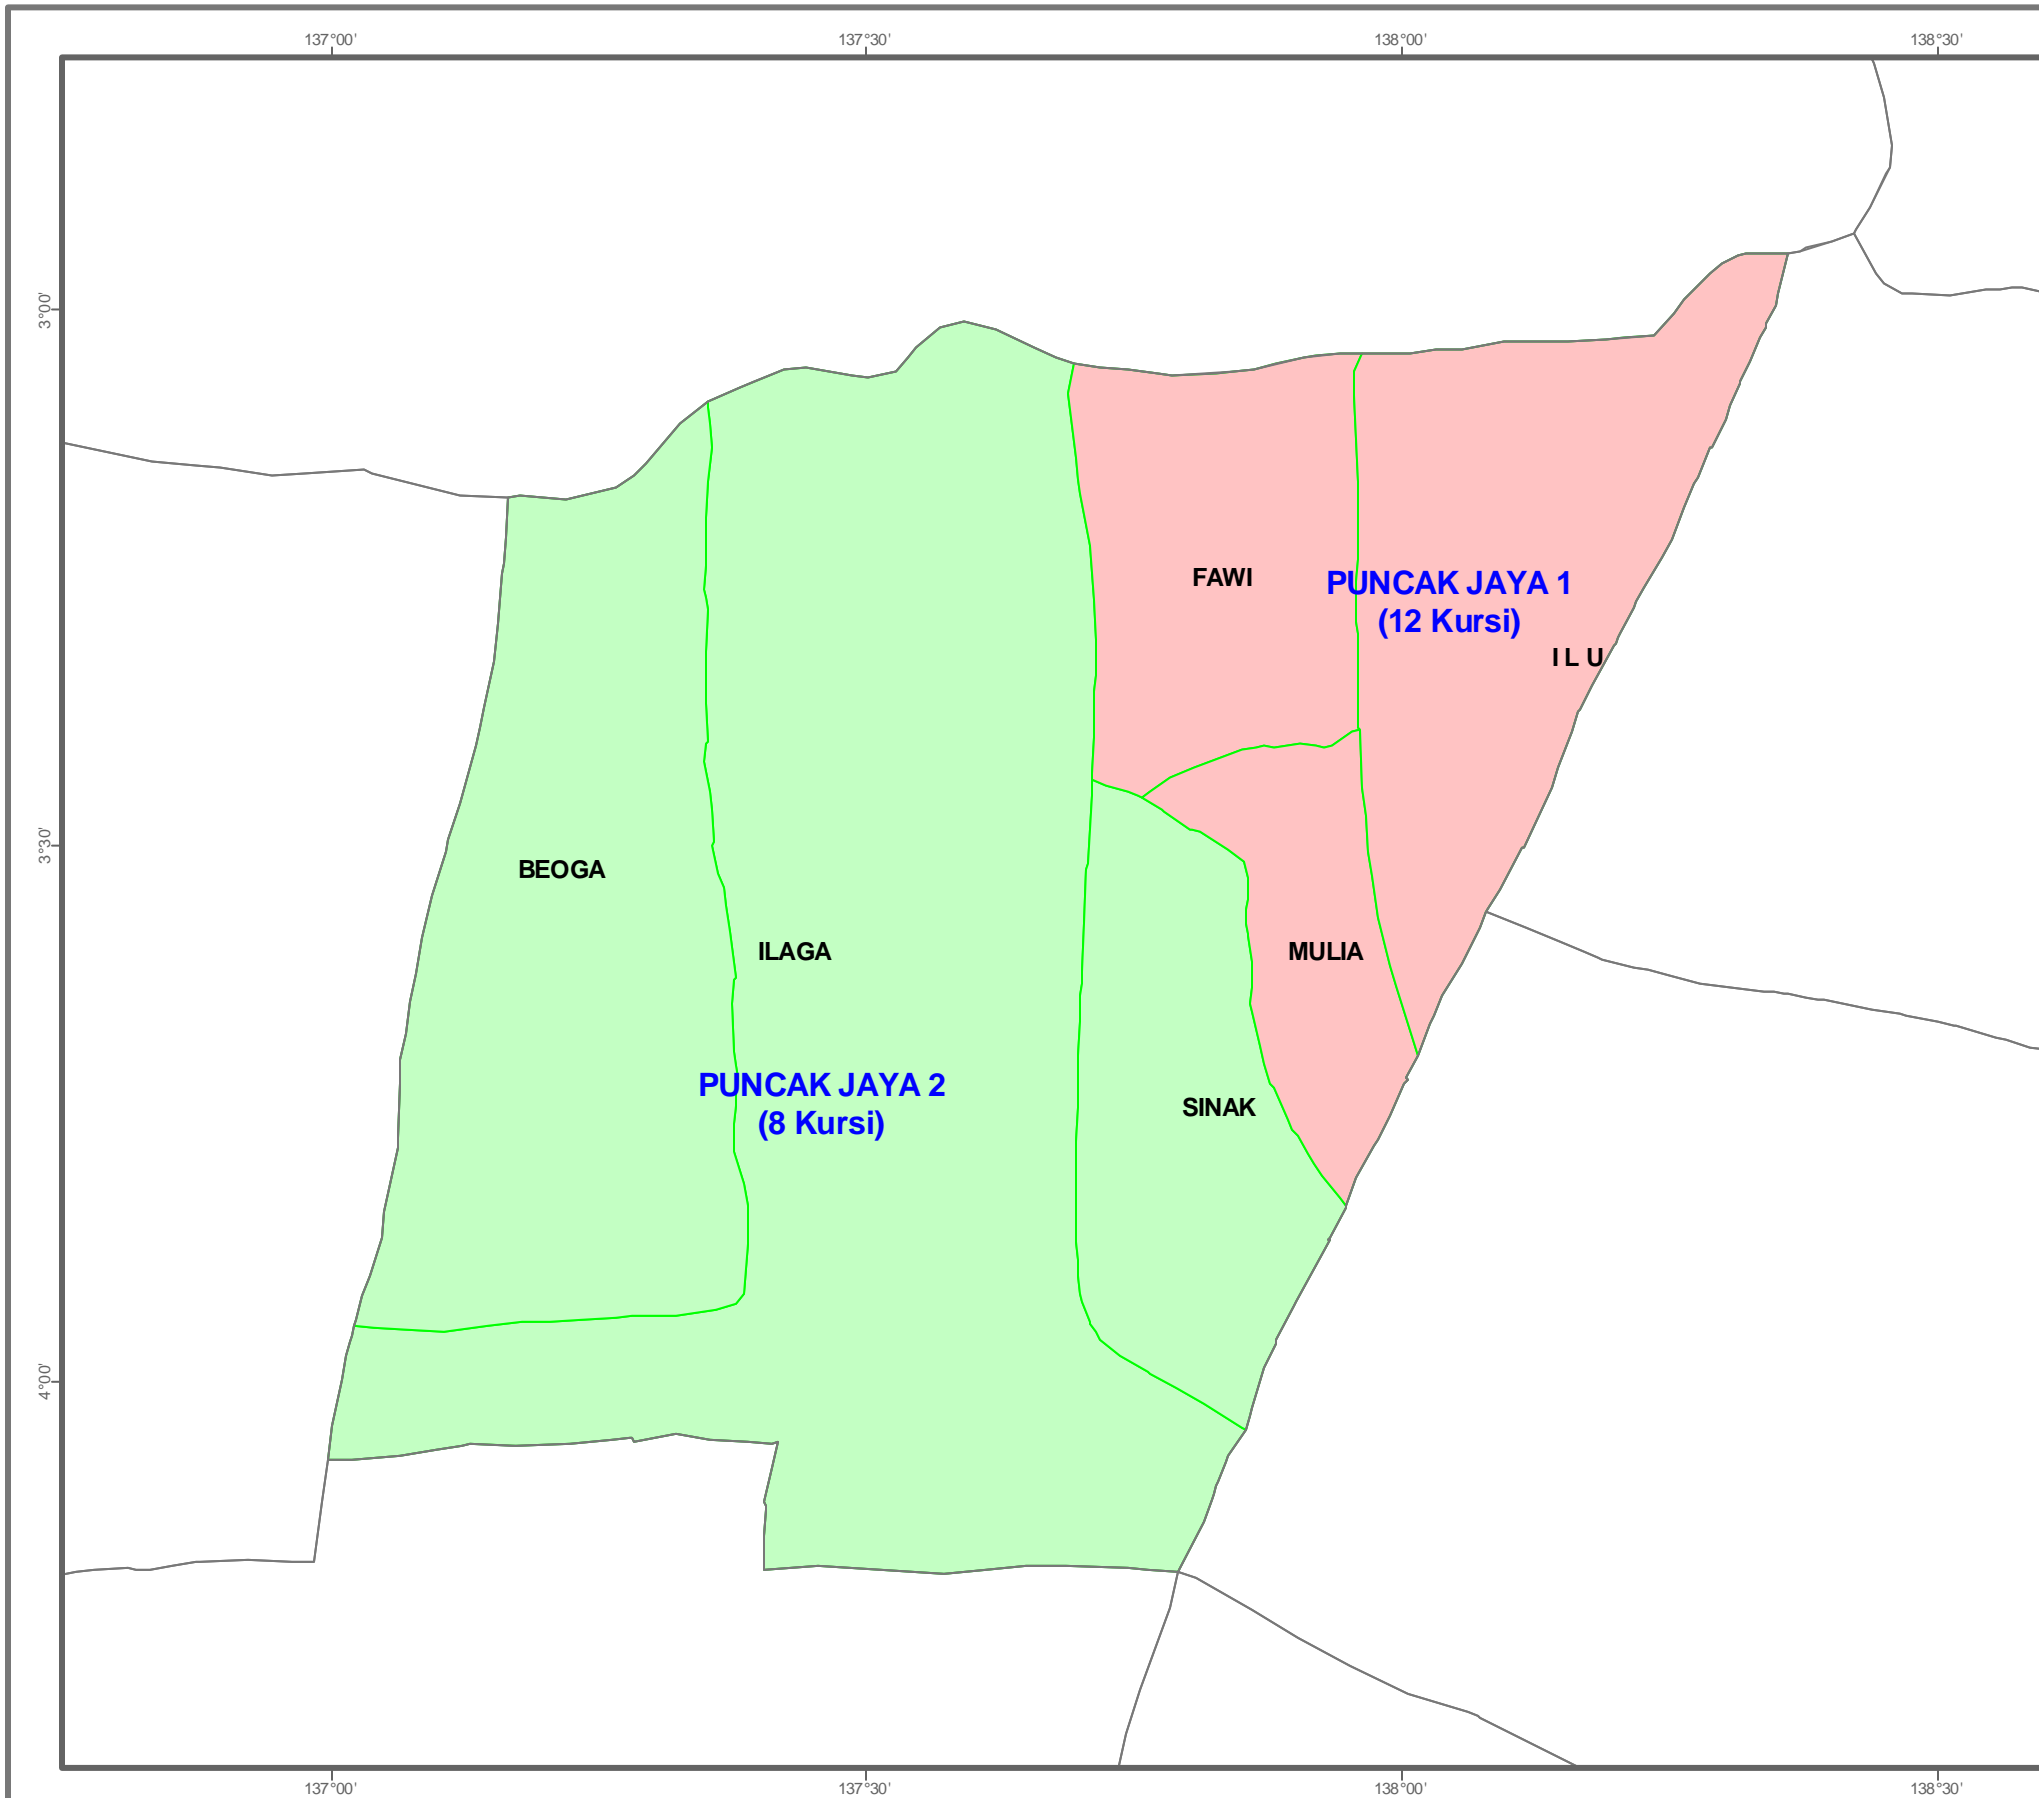 137°00'
137°30'
138°00'
138°30'
3°00'
FAWI
PUNCAK JAYA 1
(12 Kursi)
I L U
3°30'
BEOGA
ILAGA
MULIA
PUNCAK JAYA 2
(8 Kursi)
SINAK
4°00'
137°00'
137°30'
138°00'
138°30'